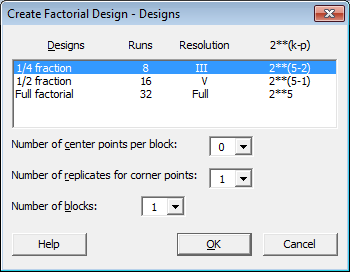 Create Factorial Design - Designs
Designs Runs Resolution 2**(k-p)
1/4 fraction 8 III 2**(5-2)
1/2 fraction 16 V 2**(5-1)
Full factorial 32 Full 2**5
Number of center points per block: 0
Number of replicates for corner points: 1
Number of blocks: 1
Help OK Cancel